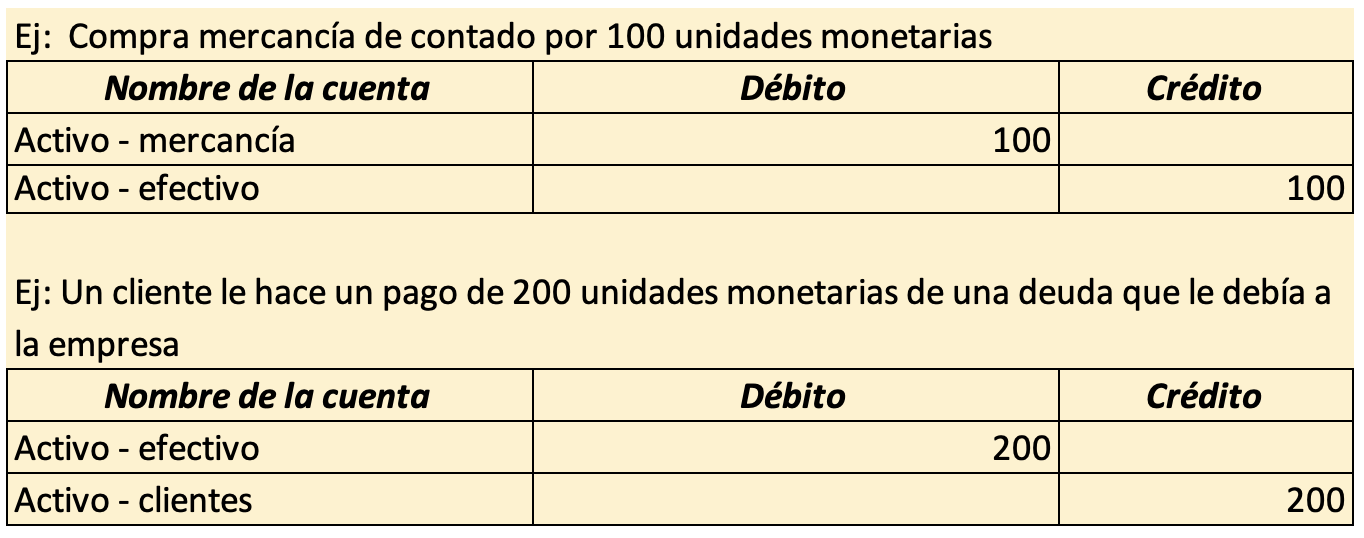 Ej:  Compra mercancía de contado por 100 unidades monetarias
Nombre de la cuenta Débito Crédito
Activo - mercancía 100
Activo - efectivo 100
Ej: Un cliente le hace un pago de 200 unidades monetarias de una deuda que le debía a
la empresa
Nombre de la cuenta Débito Crédito
Activo - efectivo 200
Activo - clientes 200